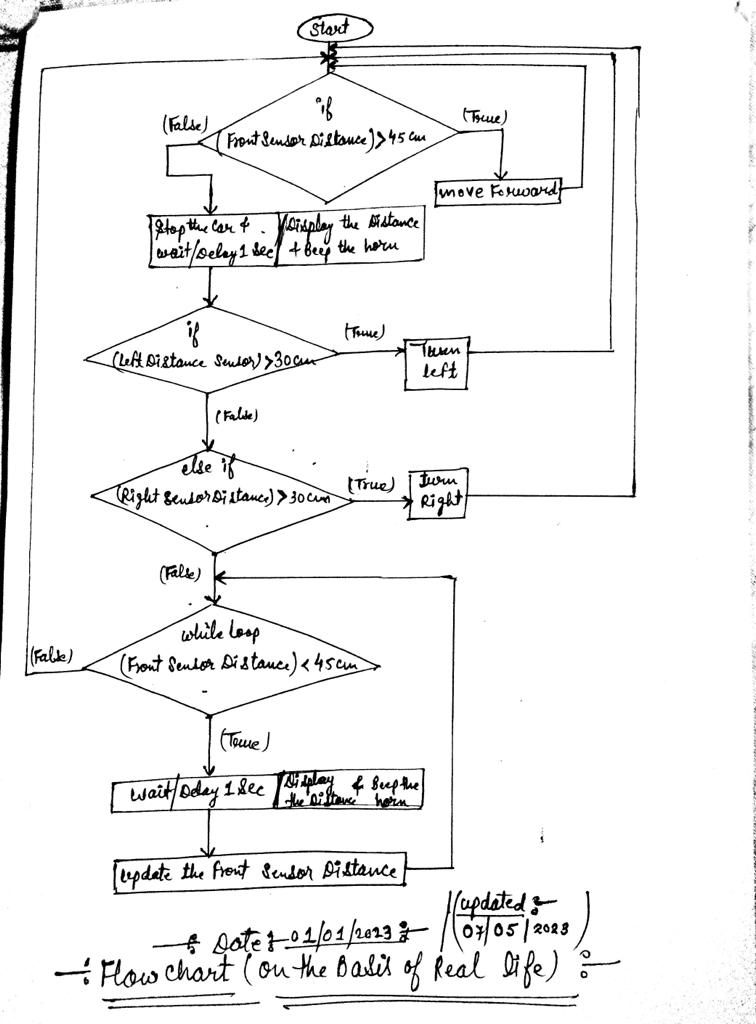 Start
if
(Front Sensor Distance) > 45 cm
(False)
(True)
move Forward
Stop the Car &
wait/Delay 1 Sec
Display the Distance
& Beep the horn
if
(Left Distance Sensor) > 30 cm
(True)
Turn
left
(False)
else if
(Right Sensor Distance) > 30 cm
(True)
turn
Right
(False)
while loop
(Front Sensor Distance) < 45 cm
(False)
(True)
wait/Delay 1 Sec
Display & Beep the
the Distance horn
update the front Sensor Distance
Date :- 01/01/2023 :-
(updated :-
07/05/2023)
-: Flow chart (on the Basis of Real life) :-